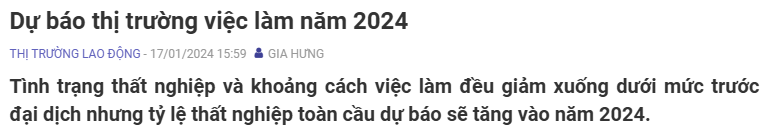 Dự báo thị trường việc làm năm 2024
THỊ TRƯỜNG LAO ĐỘNG - 17/01/2024 15:59 GIA HƯNG
Tình trạng thất nghiệp và khoảng cách việc làm đều giảm xuống dưới mức trước
đại dịch nhưng tỷ lệ thất nghiệp toàn cầu dự báo sẽ tăng vào năm 2024.